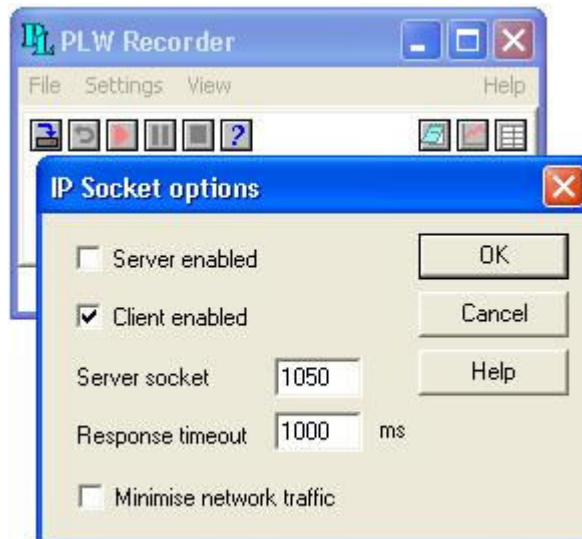 PLW Recorder
File Settings View Help
IP Socket options
Server enabled
OK
Client enabled
Cancel
Server socket 1050
Help
Response timeout 1000 ms
Minimise network traffic